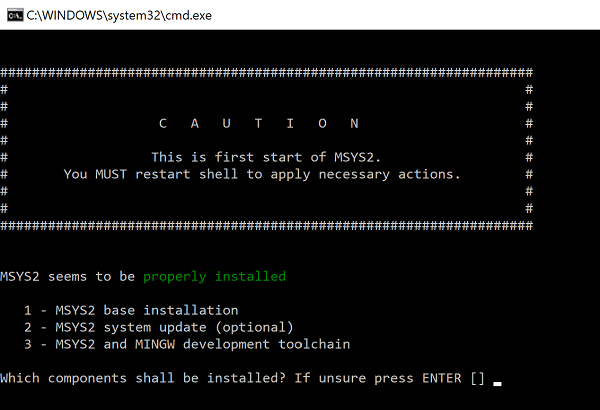 C:\WINDOWS\system32\cmd.exe
###################################################################
#                                                                 #
#                                                                 #
#                   C   A   U   T   I   O   N                     #
#                                                                 #
#                  This is first start of MSYS2.                  #
#       You MUST restart shell to apply necessary actions.        #
#                                                                 #
#                                                                 #
###################################################################
MSYS2 seems to be properly installed
1 - MSYS2 base installation
2 - MSYS2 system update (optional)
3 - MSYS2 and MINGW development toolchain
Which components shall be installed? If unsure press ENTER []